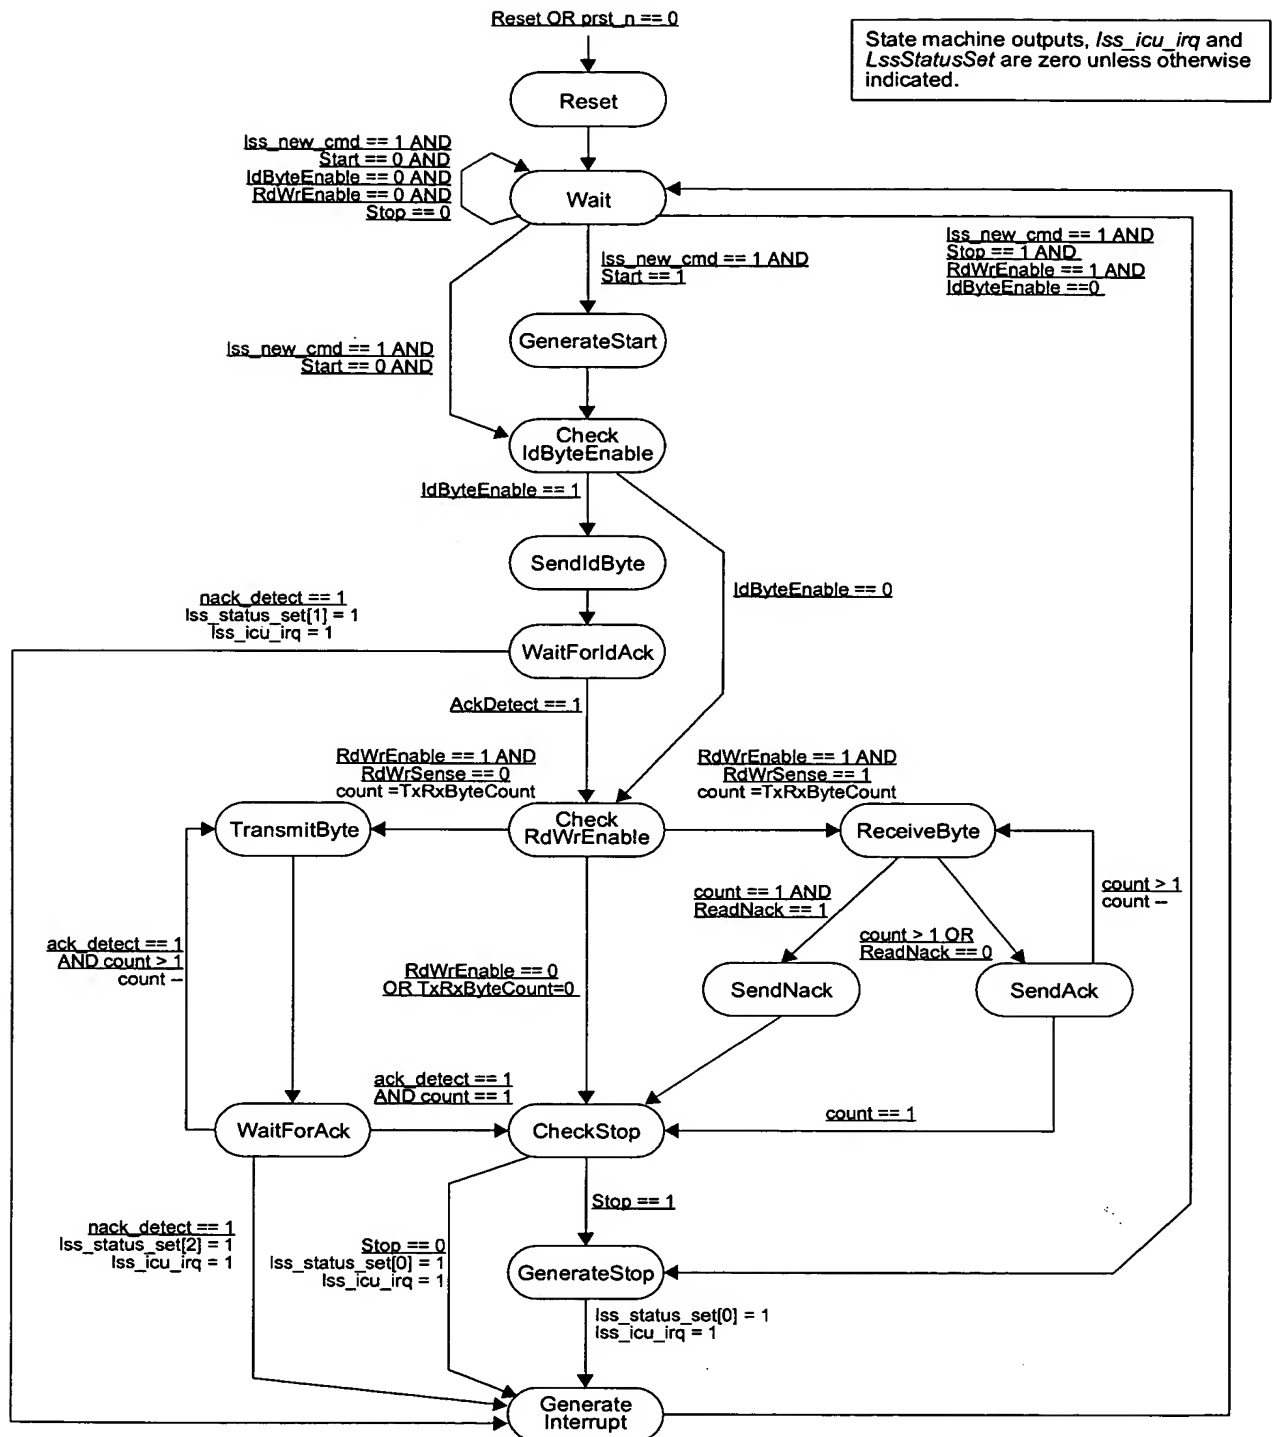 Reset OR prst_n == 0
State machine outputs, lss_icu_irq and
LssStatusSet are zero unless otherwise
indicated.
Reset
lss_new_cmd == 1 AND
Start == 0 AND
IdByteEnable == 0 AND
RdWrEnable == 0 AND
Stop == 0
Wait
lss_new_cmd == 1 AND
Start == 1
lss_new_cmd == 1 AND
Stop == 1 AND
RdWrEnable == 1 AND
IdByteEnable ==0
GenerateStart
lss_new_cmd == 1 AND
Start == 0 AND
Check
IdByteEnable
IdByteEnable == 1
SendIdByte
IdByteEnable == 0
nack_detect == 1
lss_status_set[1] = 1
lss_icu_irq = 1
WaitForIdAck
AckDetect == 1
RdWrEnable == 1 AND
RdWrSense == 0
count =TxRxByteCount
RdWrEnable == 1 AND
RdWrSense == 1
count =TxRxByteCount
TransmitByte
Check
RdWrEnable
ReceiveByte
count == 1 AND
ReadNack == 1
count > 1
count --
ack_detect == 1
AND count > 1
count --
count > 1 OR
ReadNack == 0
RdWrEnable == 0
OR TxRxByteCount=0
SendNack
SendAck
ack_detect == 1
AND count == 1
count == 1
WaitForAck
CheckStop
Stop == 1
nack_detect == 1
lss_status_set[2] = 1
lss_icu_irq = 1
Stop == 0
lss_status_set[0] = 1
lss_icu_irq = 1
GenerateStop
lss_status_set[0] = 1
lss_icu_irq = 1
Generate
Interrupt